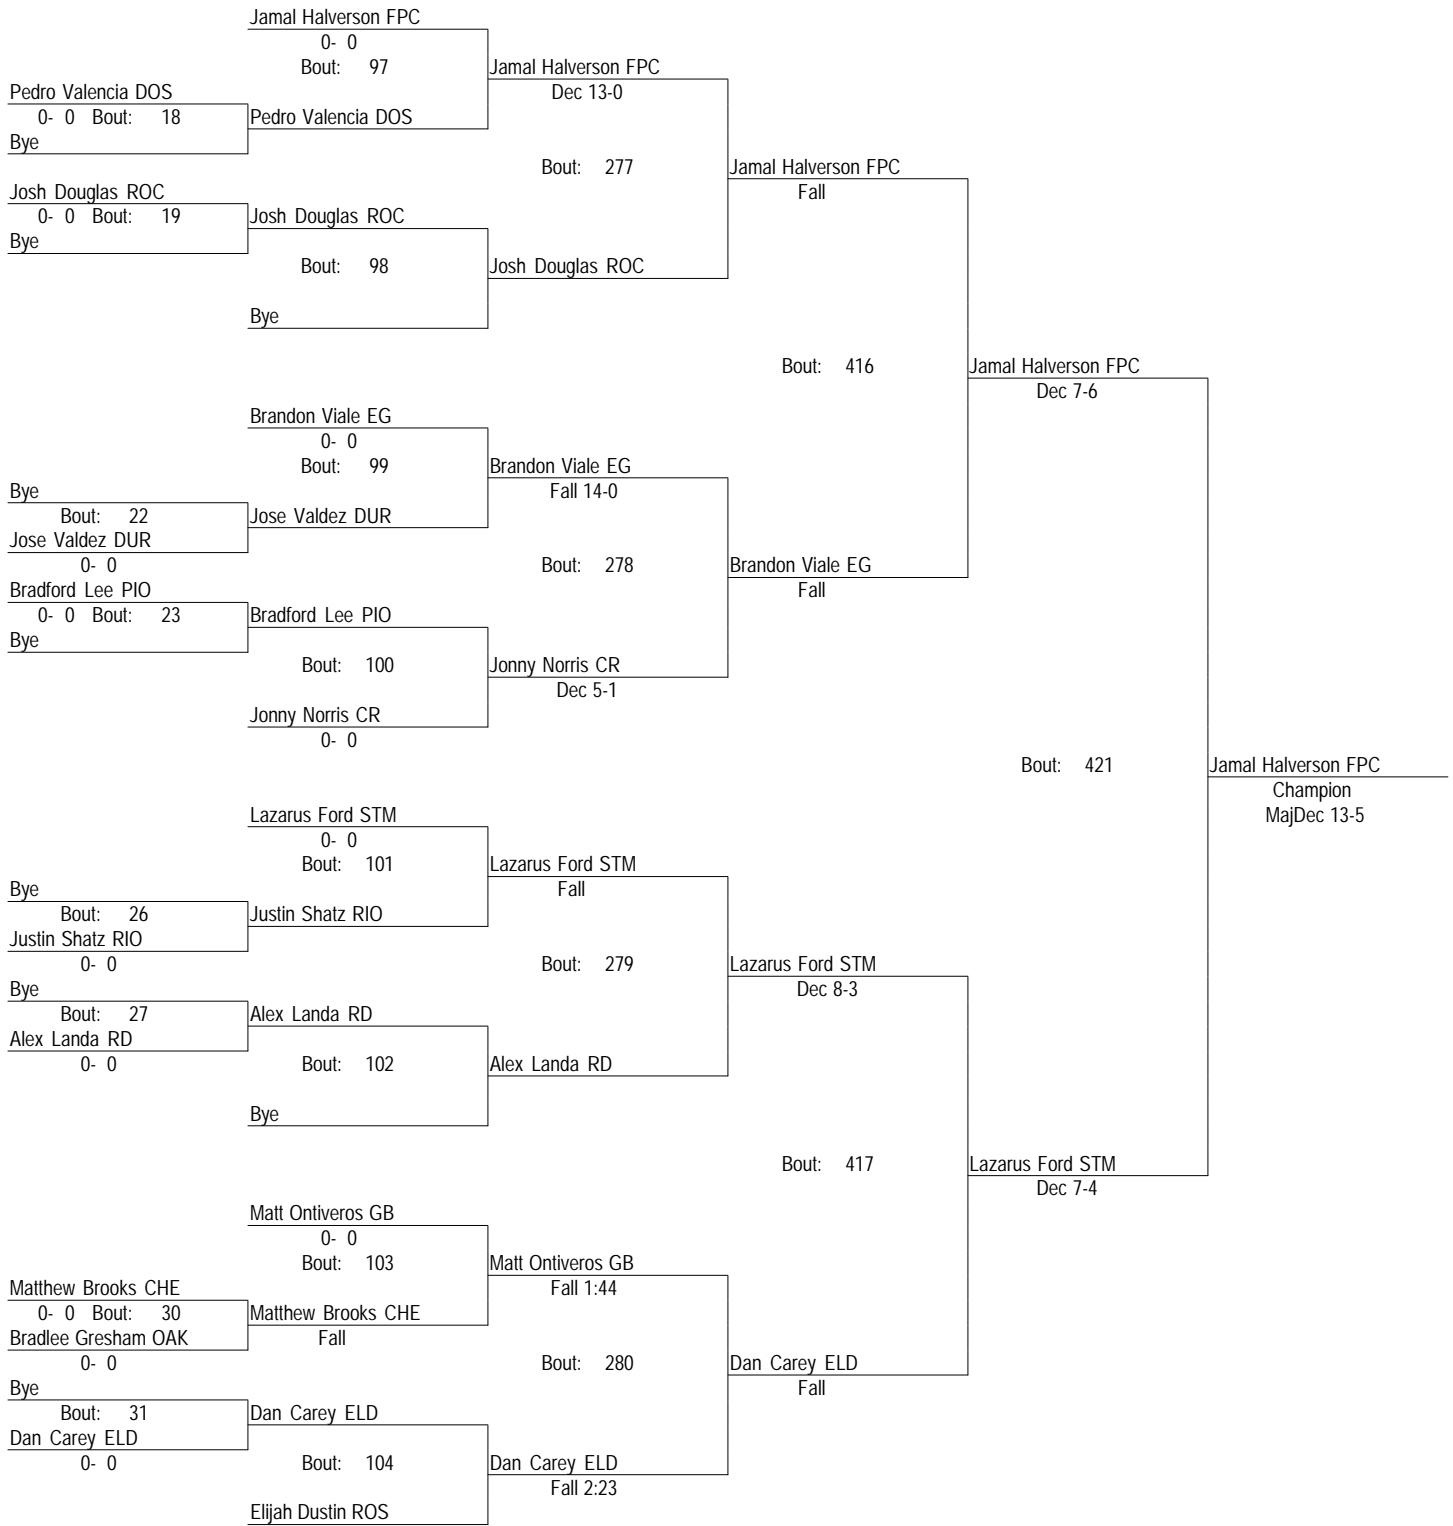 Jamal Halverson FPC
0- 0
Bout: 97
Jamal Halverson FPC
Dec 13-0
Pedro Valencia DOS
0- 0 Bout: 18
Pedro Valencia DOS
Bye
Bout: 277
Jamal Halverson FPC
Fall
Josh Douglas ROC
0- 0 Bout: 19
Josh Douglas ROC
Bye
Bout: 98
Josh Douglas ROC
Bye
Bout: 416
Jamal Halverson FPC
Dec 7-6
Brandon Viale EG
0- 0
Bout: 99
Brandon Viale EG
Fall 14-0
Bye
Bout: 22
Jose Valdez DUR
Jose Valdez DUR
0- 0
Bout: 278
Brandon Viale EG
Fall
Bradford Lee PIO
0- 0 Bout: 23
Bradford Lee PIO
Bye
Bout: 100
Jonny Norris CR
Dec 5-1
Jonny Norris CR
0- 0
Bout: 421
Jamal Halverson FPC
Champion
MajDec 13-5
Lazarus Ford STM
0- 0
Bout: 101
Lazarus Ford STM
Fall
Bye
Bout: 26
Justin Shatz RIO
Justin Shatz RIO
0- 0
Bout: 279
Lazarus Ford STM
Dec 8-3
Bye
Bout: 27
Alex Landa RD
Alex Landa RD
0- 0
Bout: 102
Alex Landa RD
Bye
Bout: 417
Lazarus Ford STM
Dec 7-4
Matt Ontiveros GB
0- 0
Bout: 103
Matt Ontiveros GB
Fall 1:44
Matthew Brooks CHE
0- 0 Bout: 30
Matthew Brooks CHE
Fall
Bradlee Gresham OAK
0- 0
Bout: 280
Dan Carey ELD
Fall
Bye
Bout: 31
Dan Carey ELD
Dan Carey ELD
0- 0
Bout: 104
Dan Carey ELD
Fall 2:23
Elijah Dustin ROS